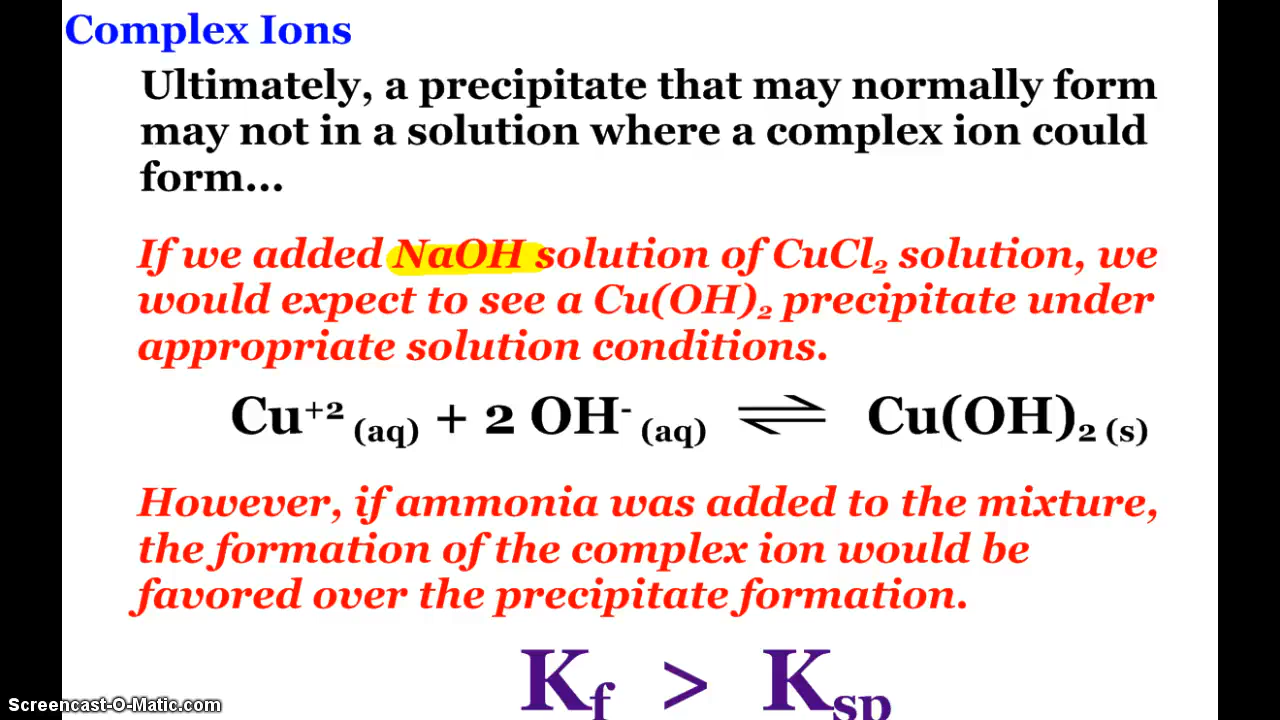 Complex Ions
Ultimately, a precipitate that may normally form
may not in a solution where a complex ion could
form...
If we added NaOH solution of CuCl₂ solution, we
would expect to see a Cu(OH)₂ precipitate under
appropriate solution conditions.
Cu⁺² (aq) + 2 OH⁻ (aq) ⇌ Cu(OH)₂ (s)
However, if ammonia was added to the mixture,
the formation of the complex ion would be
favored over the precipitate formation.
K_f > K_sp
Screencast-O-Matic.com